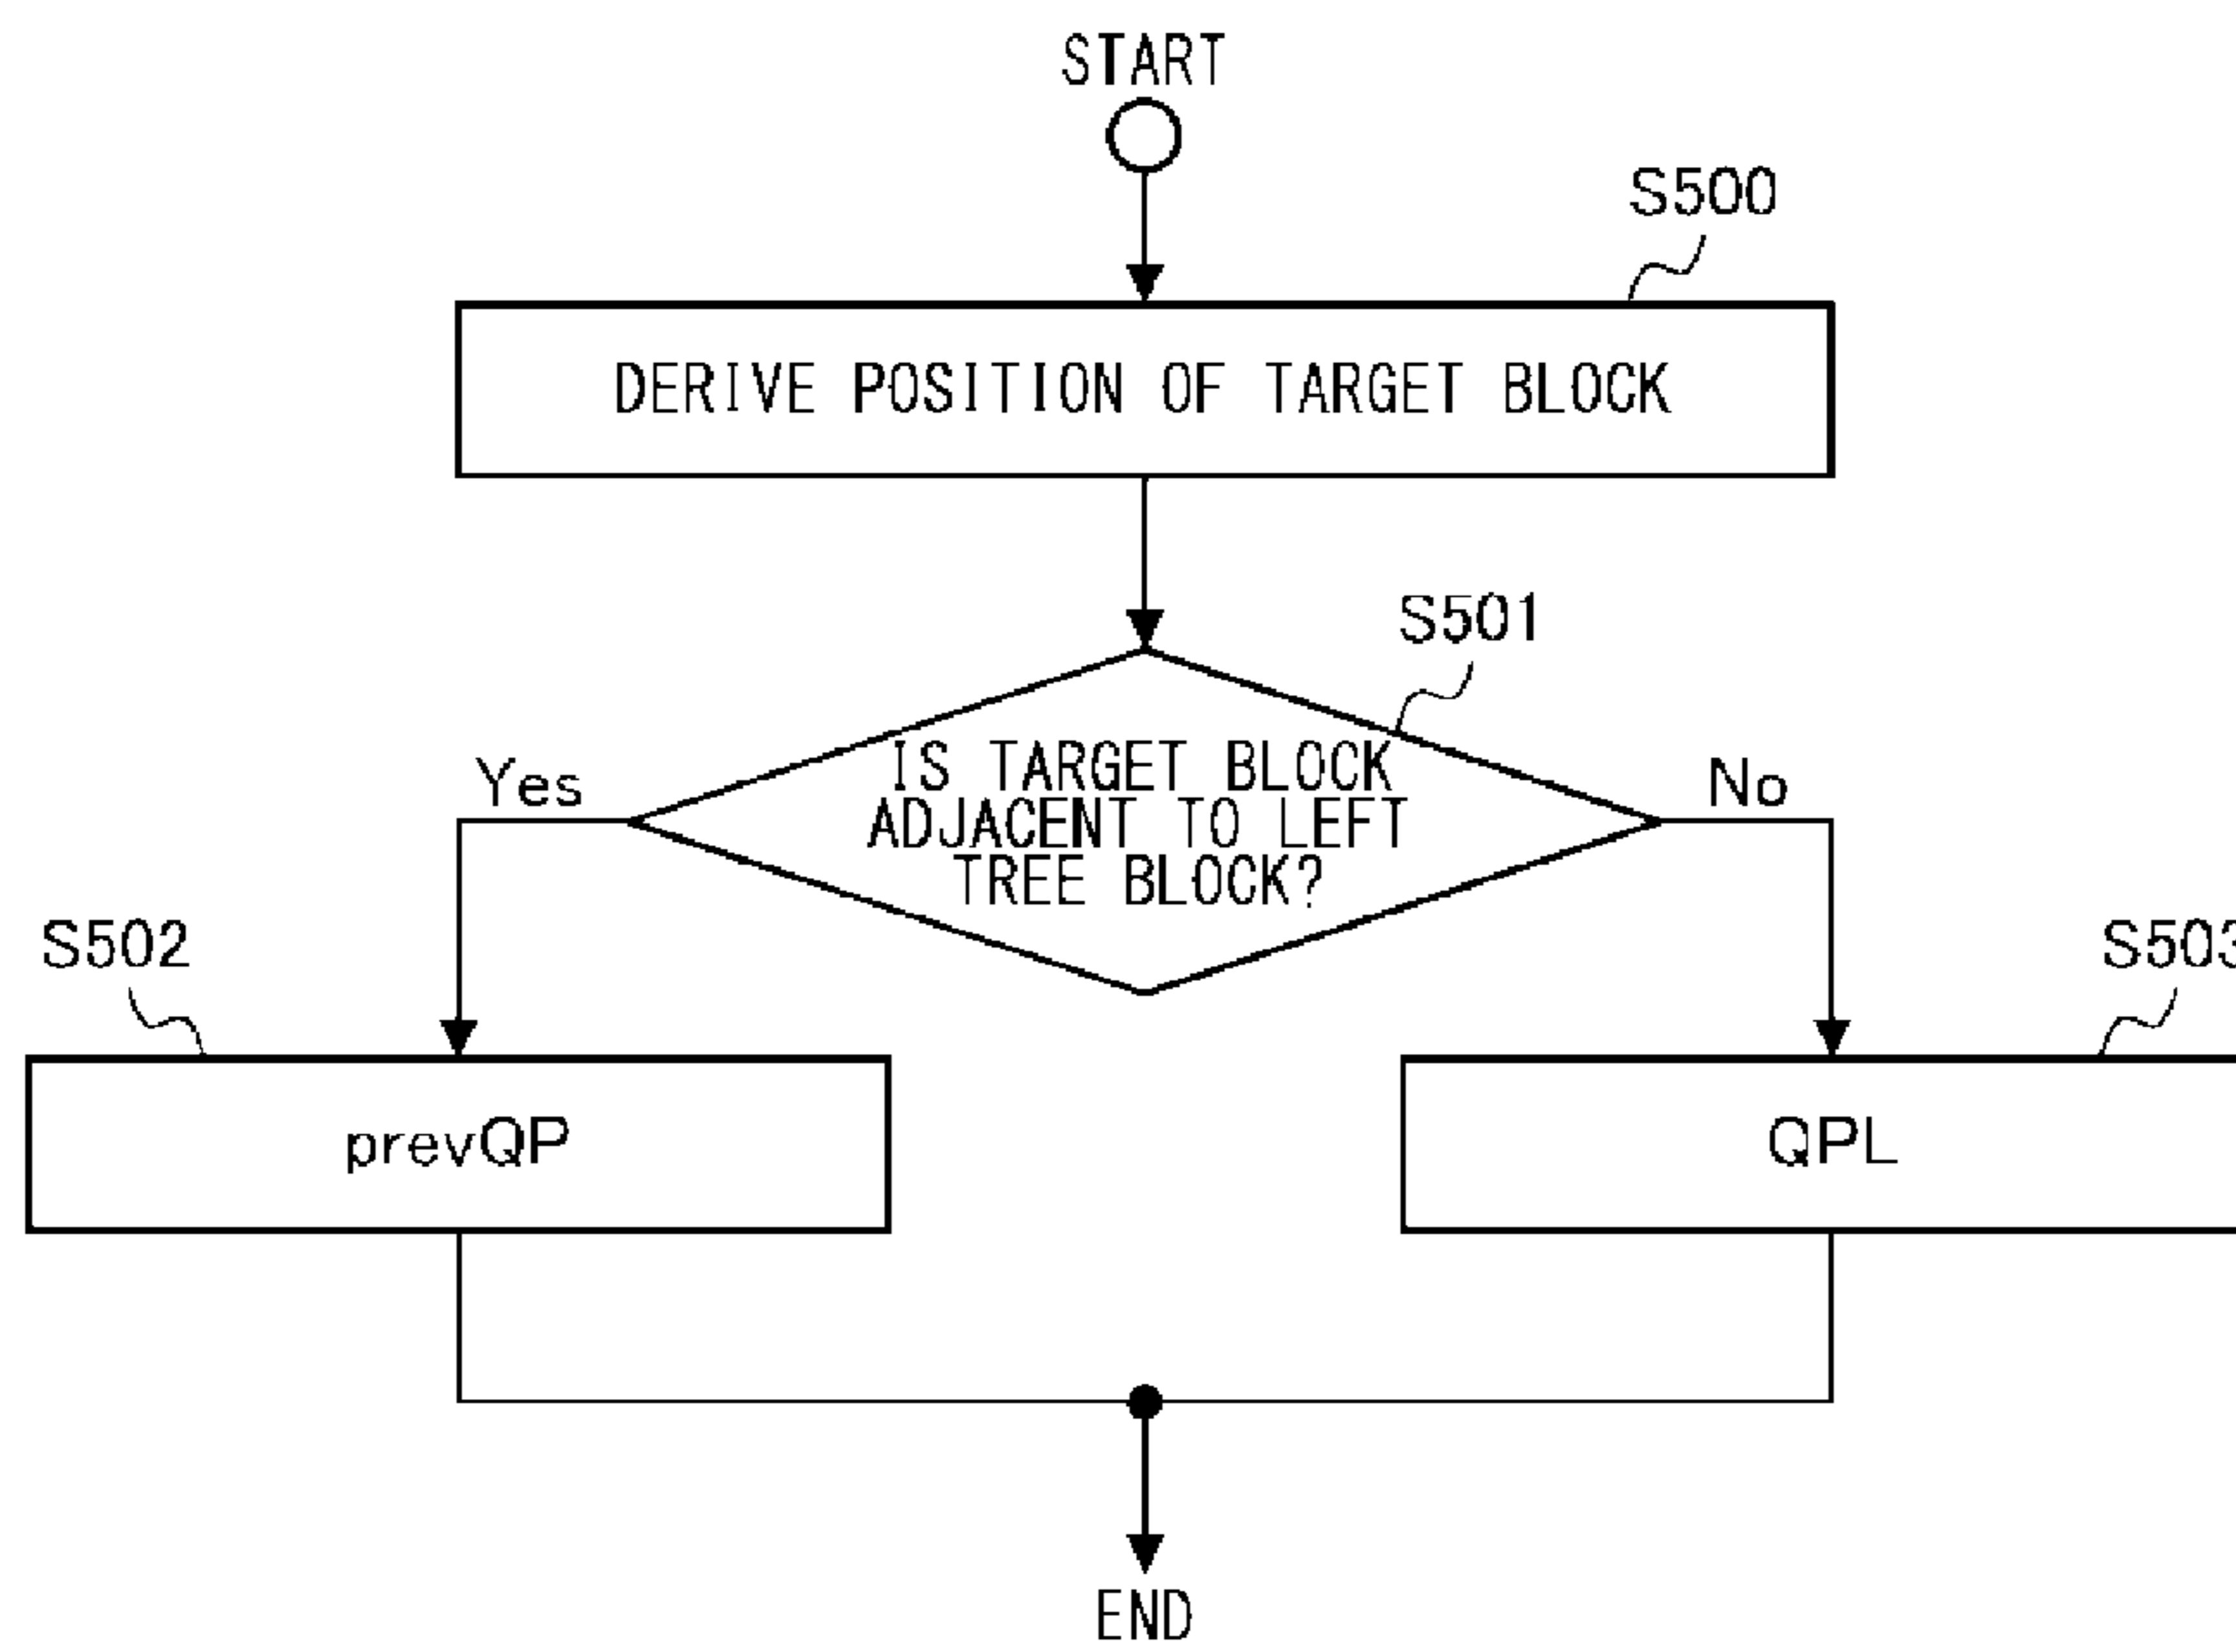 START
S500
DERIVE POSITION OF TARGET BLOCK
S501
IS TARGET BLOCK
ADJACENT TO LEFT
TREE BLOCK?
Yes
No
S502
S503
prevQP
QPL
END